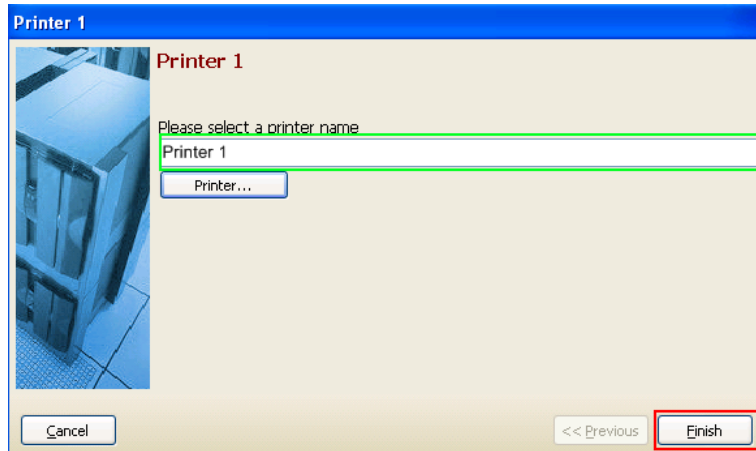 Printer 1
Printer 1
Please select a printer name
Printer 1
Printer...
Cancel
<< Previous
Finish